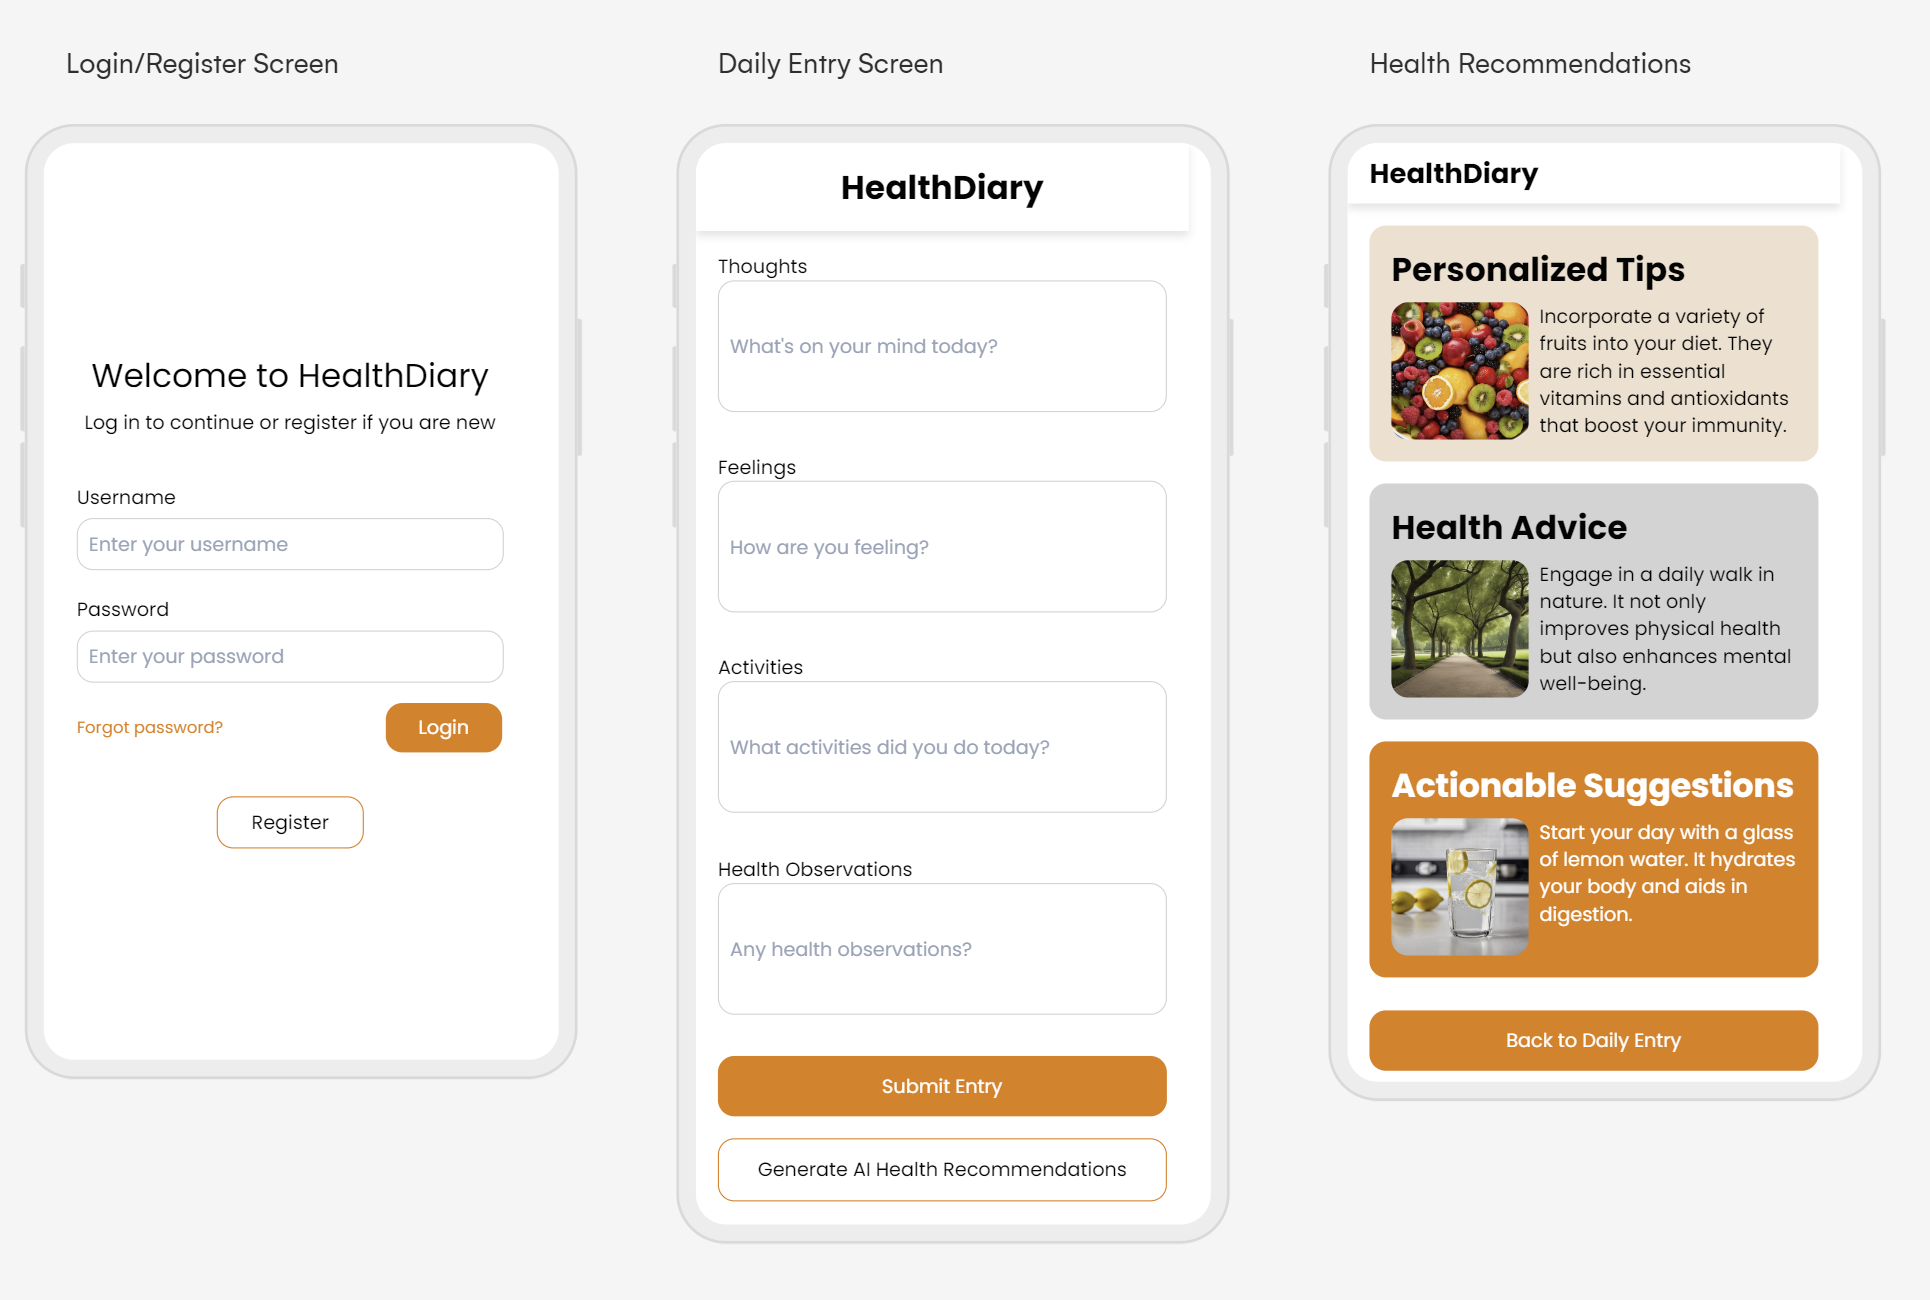 Login/Register Screen
Welcome to HealthDiary
Log in to continue or register if you are new
Username
Enter your username
Password
Enter your password
Forgot password?
Login
Register
Daily Entry Screen
HealthDiary
Thoughts
What's on your mind today?
Feelings
How are you feeling?
Activities
What activities did you do today?
Health Observations
Any health observations?
Submit Entry
Generate AI Health Recommendations
Health Recommendations
HealthDiary
Personalized Tips
Incorporate a variety of
fruits into your diet. They
are rich in essential
vitamins and antioxidants
that boost your immunity.
Health Advice
Engage in a daily walk in
nature. It not only
improves physical health
but also enhances mental
well-being.
Actionable Suggestions
Start your day with a glass
of lemon water. It hydrates
your body and aids in
digestion.
Back to Daily Entry